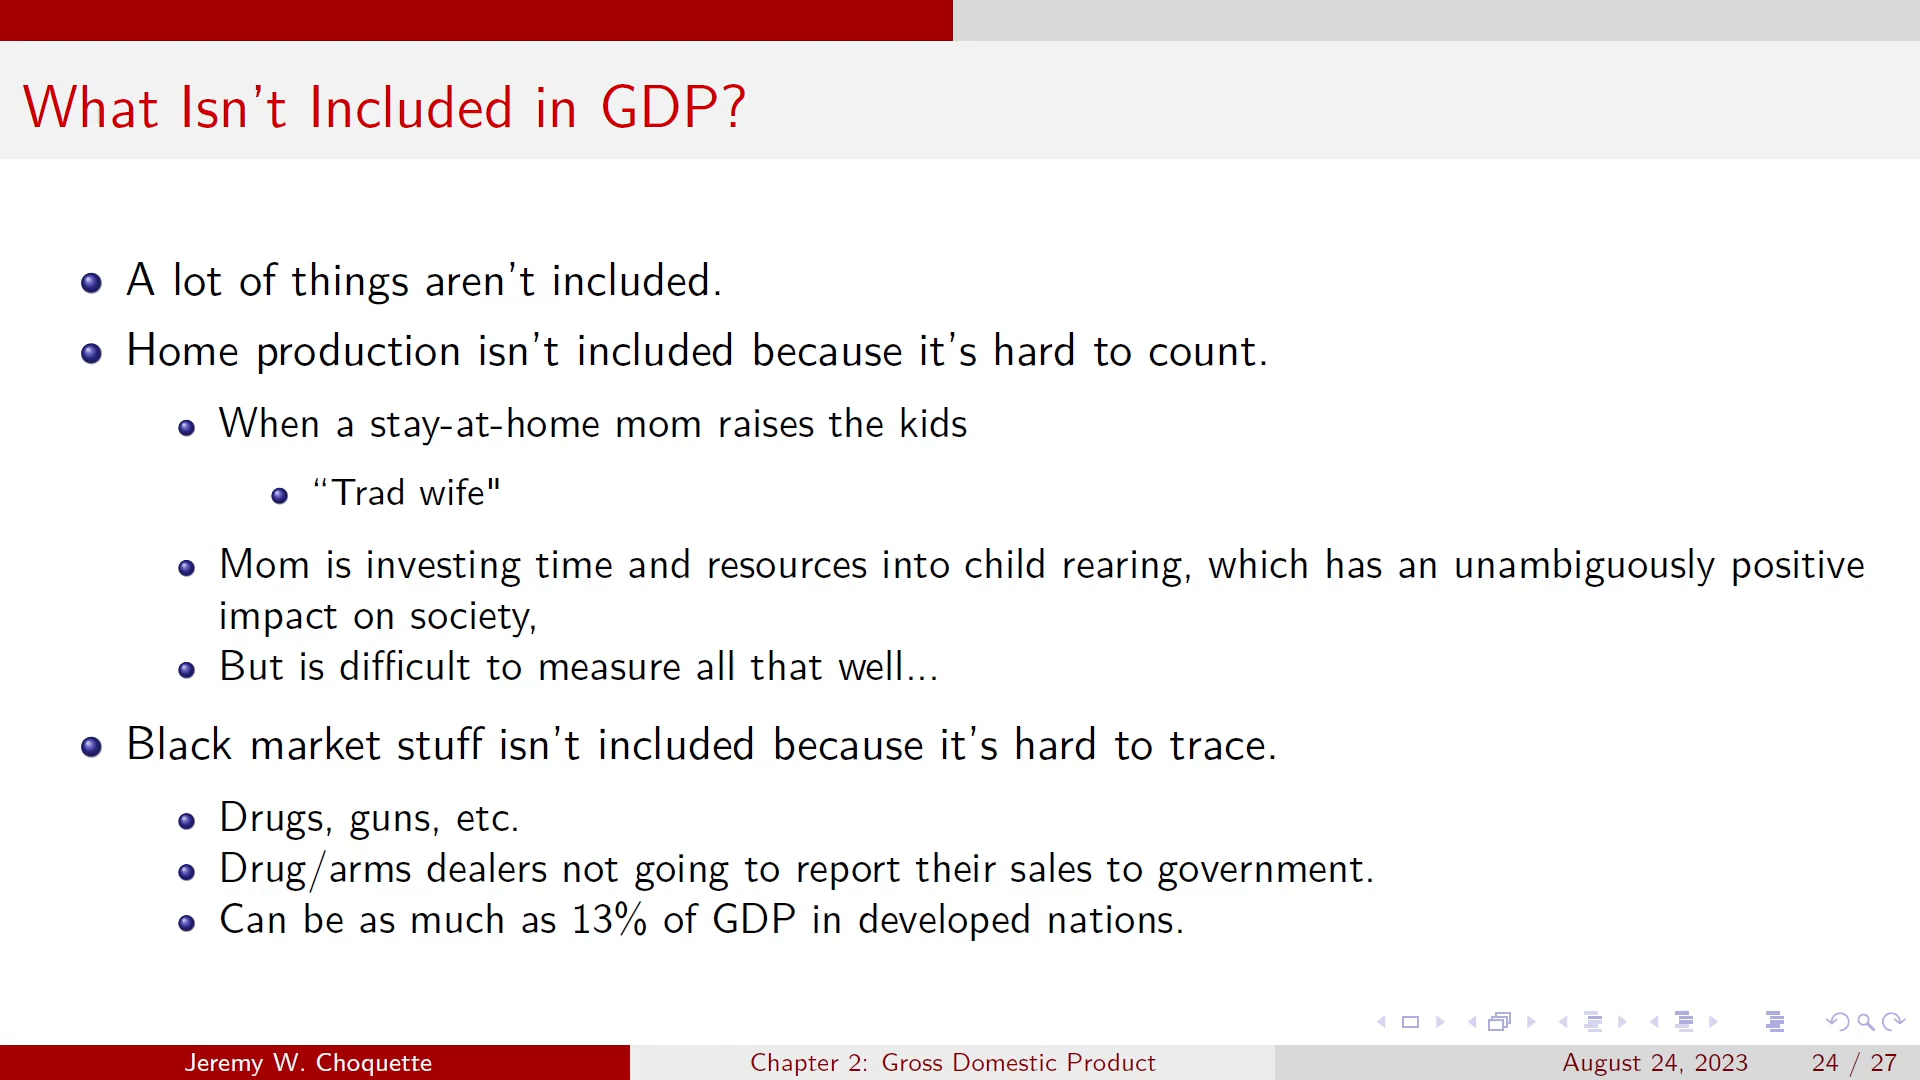 What Isn't Included in GDP?
A lot of things aren't included.
Home production isn't included because it's hard to count.
When a stay-at-home mom raises the kids
“Trad wife"
Mom is investing time and resources into child rearing, which has an unambiguously positive
impact on society,
But is difficult to measure all that well...
Black market stuff isn't included because it's hard to trace.
Drugs, guns, etc.
Drug/arms dealers not going to report their sales to government.
Can be as much as 13% of GDP in developed nations.
Jeremy W. Choquette
Chapter 2: Gross Domestic Product
August 24, 2023
24 / 27